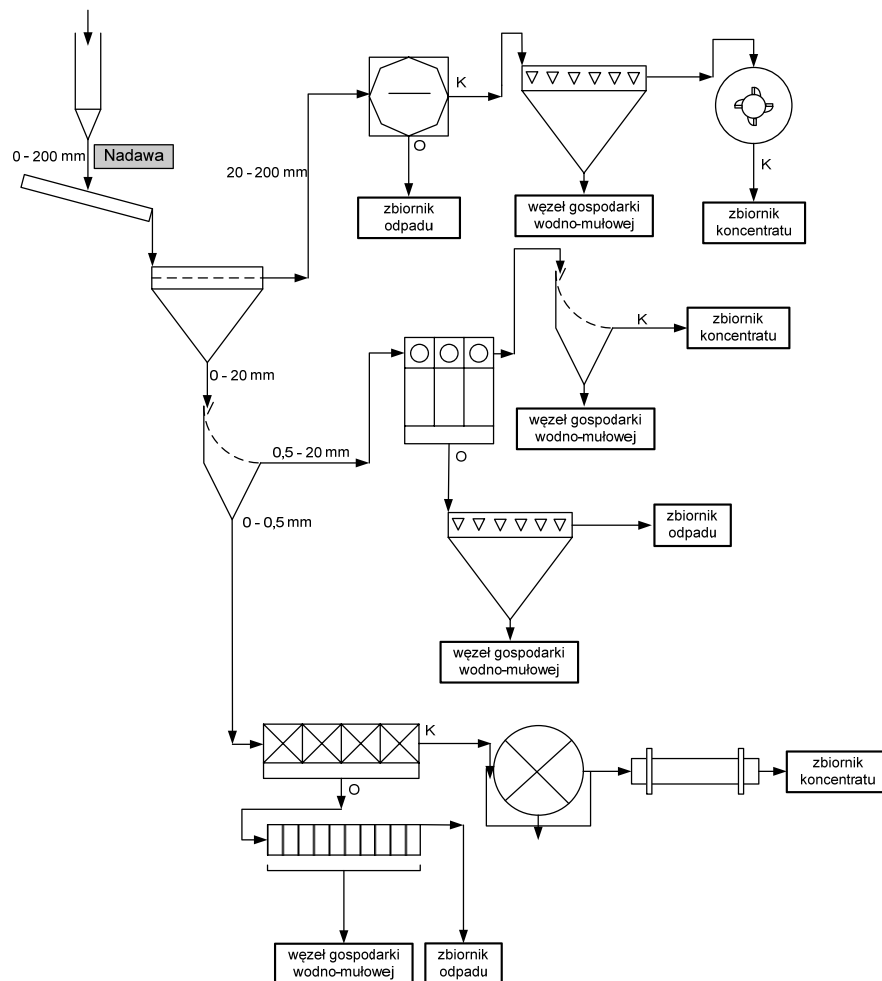 0 - 200 mm
Nadawa
20 - 200 mm
K
O
zbiornik
odpadu
węzeł gospodarki
wodno-mułowej
K
zbiornik
koncentratu
0 - 20 mm
0,5 - 20 mm
0 - 0,5 mm
K
zbiornik
koncentratu
węzeł gospodarki
wodno-mułowej
O
zbiornik
odpadu
węzeł gospodarki
wodno-mułowej
K
zbiornik
koncentratu
O
węzeł gospodarki
wodno-mułowej
zbiornik
odpadu